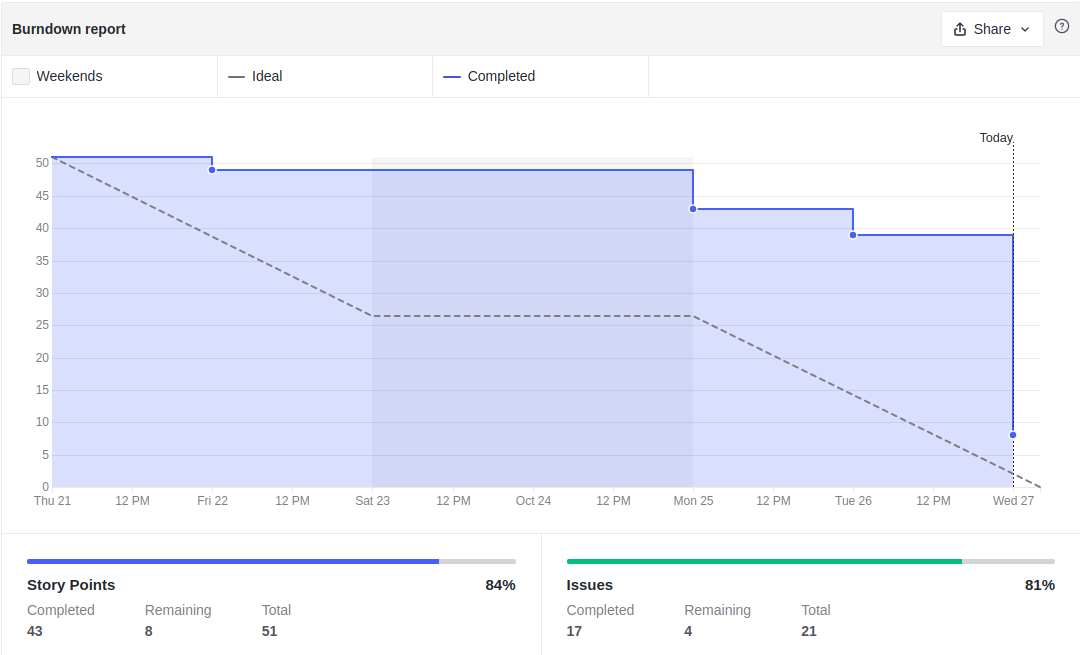 Burndown report
Share
Weekends
Ideal
Completed
Today
50
45
40
35
30
25
20
15
10
5
0
Thu 21 12 PM Fri 22 12 PM Sat 23 12 PM Oct 24 12 PM Mon 25 12 PM Tue 26 12 PM Wed 27
Story Points 84%
Completed Remaining Total
43 8 51
Issues 81%
Completed Remaining Total
17 4 21